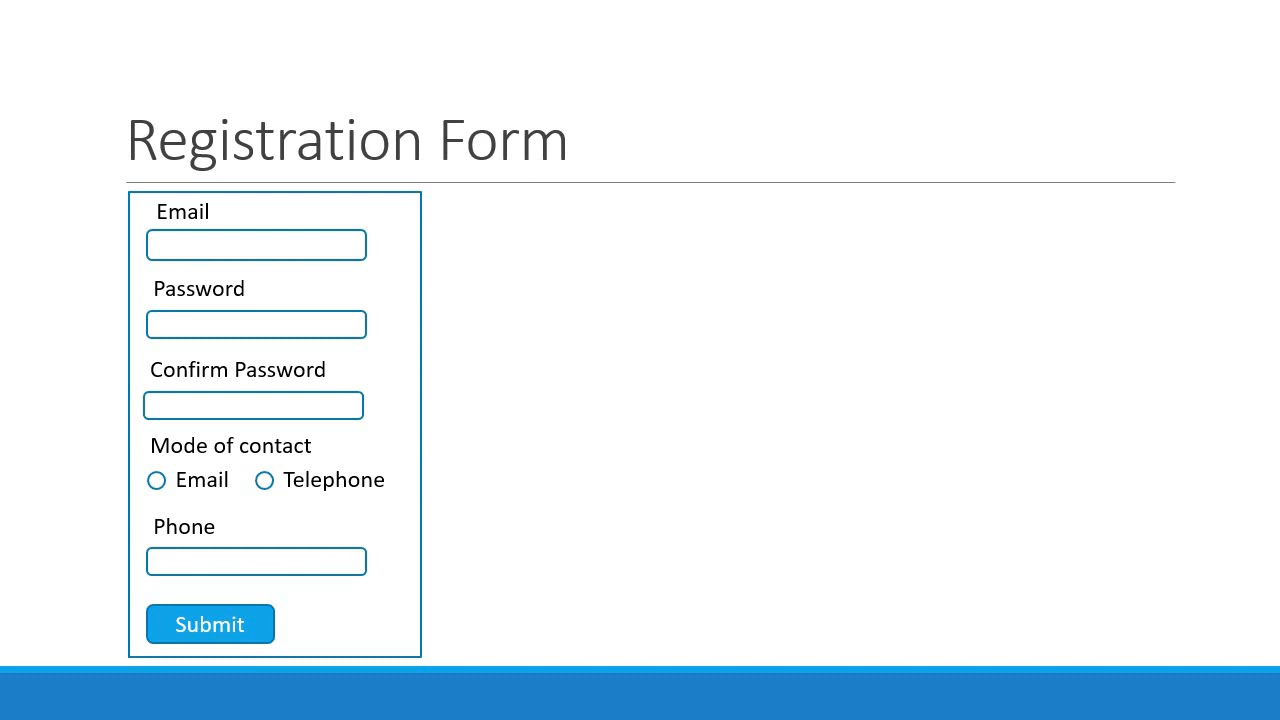 Registration Form
Email
Password
Confirm Password
Mode of contact
Email Telephone
Phone
Submit